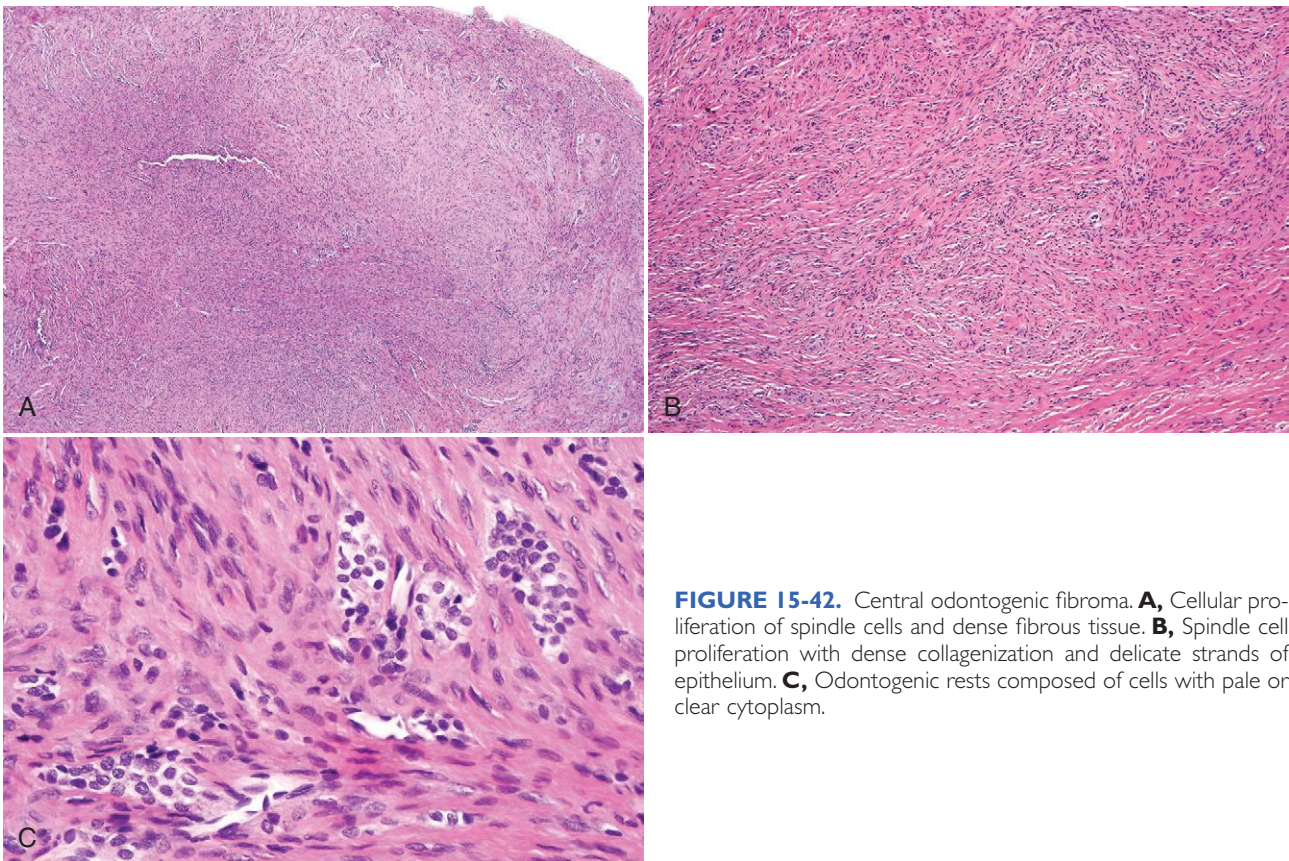 A
B
C
FIGURE 15-42. Central odontogenic fibroma. A, Cellular pro-
liferation of spindle cells and dense fibrous tissue. B, Spindle cell
proliferation with dense collagenization and delicate strands of
epithelium. C, Odontogenic rests composed of cells with pale or
clear cytoplasm.